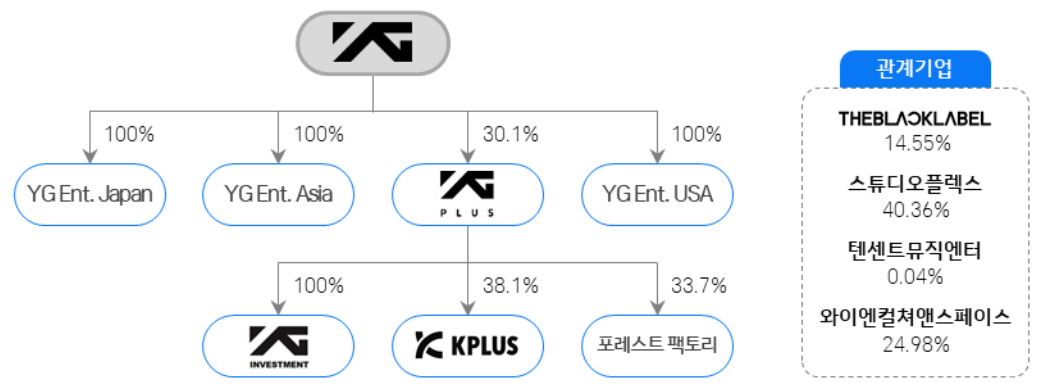 YG
관계기업
100%
100%
30.1%
100%
YG Ent. Japan
YG Ent. Asia
YG
PLUS
YG Ent. USA
100%
38.1%
33.7%
YG
INVESTMENT
KPLUS
포레스트 팩토리
THEBLACKLABEL
14.55%
스튜디오플렉스
40.36%
텐센트뮤직엔터
0.04%
와이엔컬쳐앤스페이스
24.98%